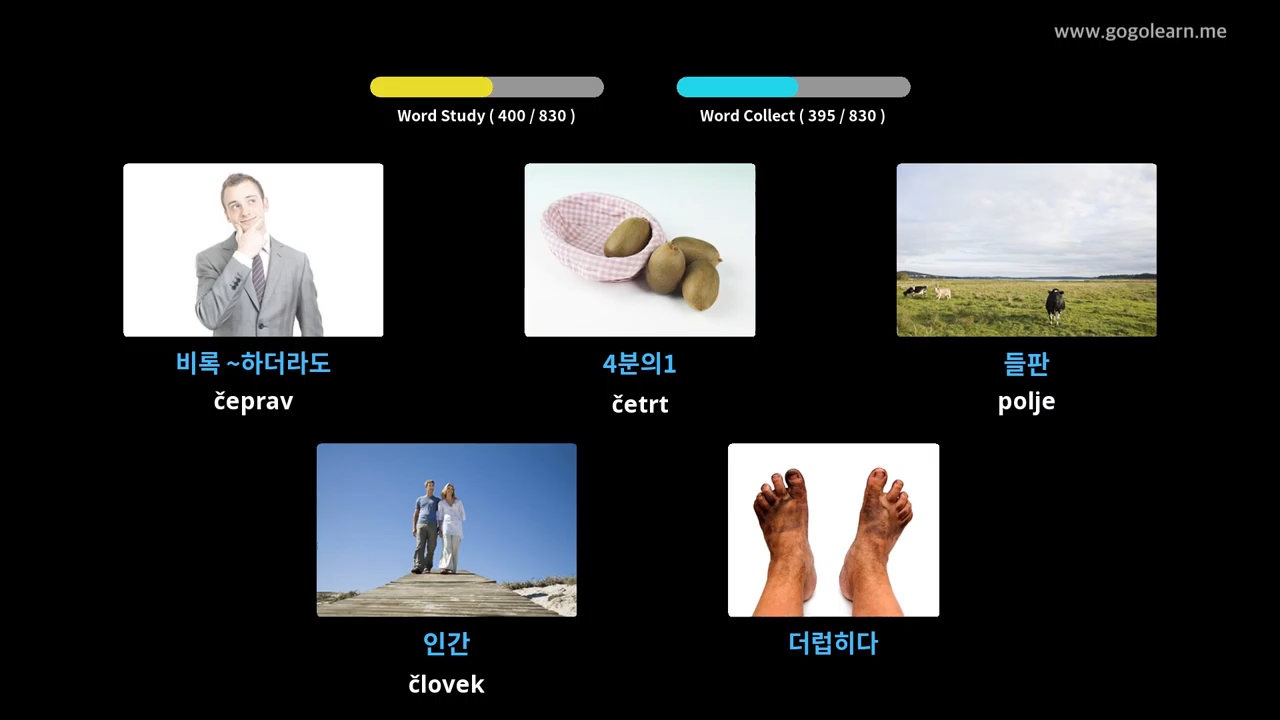 www.gogolearn.me
Word Study ( 400 / 830 )
Word Collect ( 395 / 830 )
비록 ~하더라도
čeprav
4분의1
četrt
들판
polje
인간
človek
더럽히다